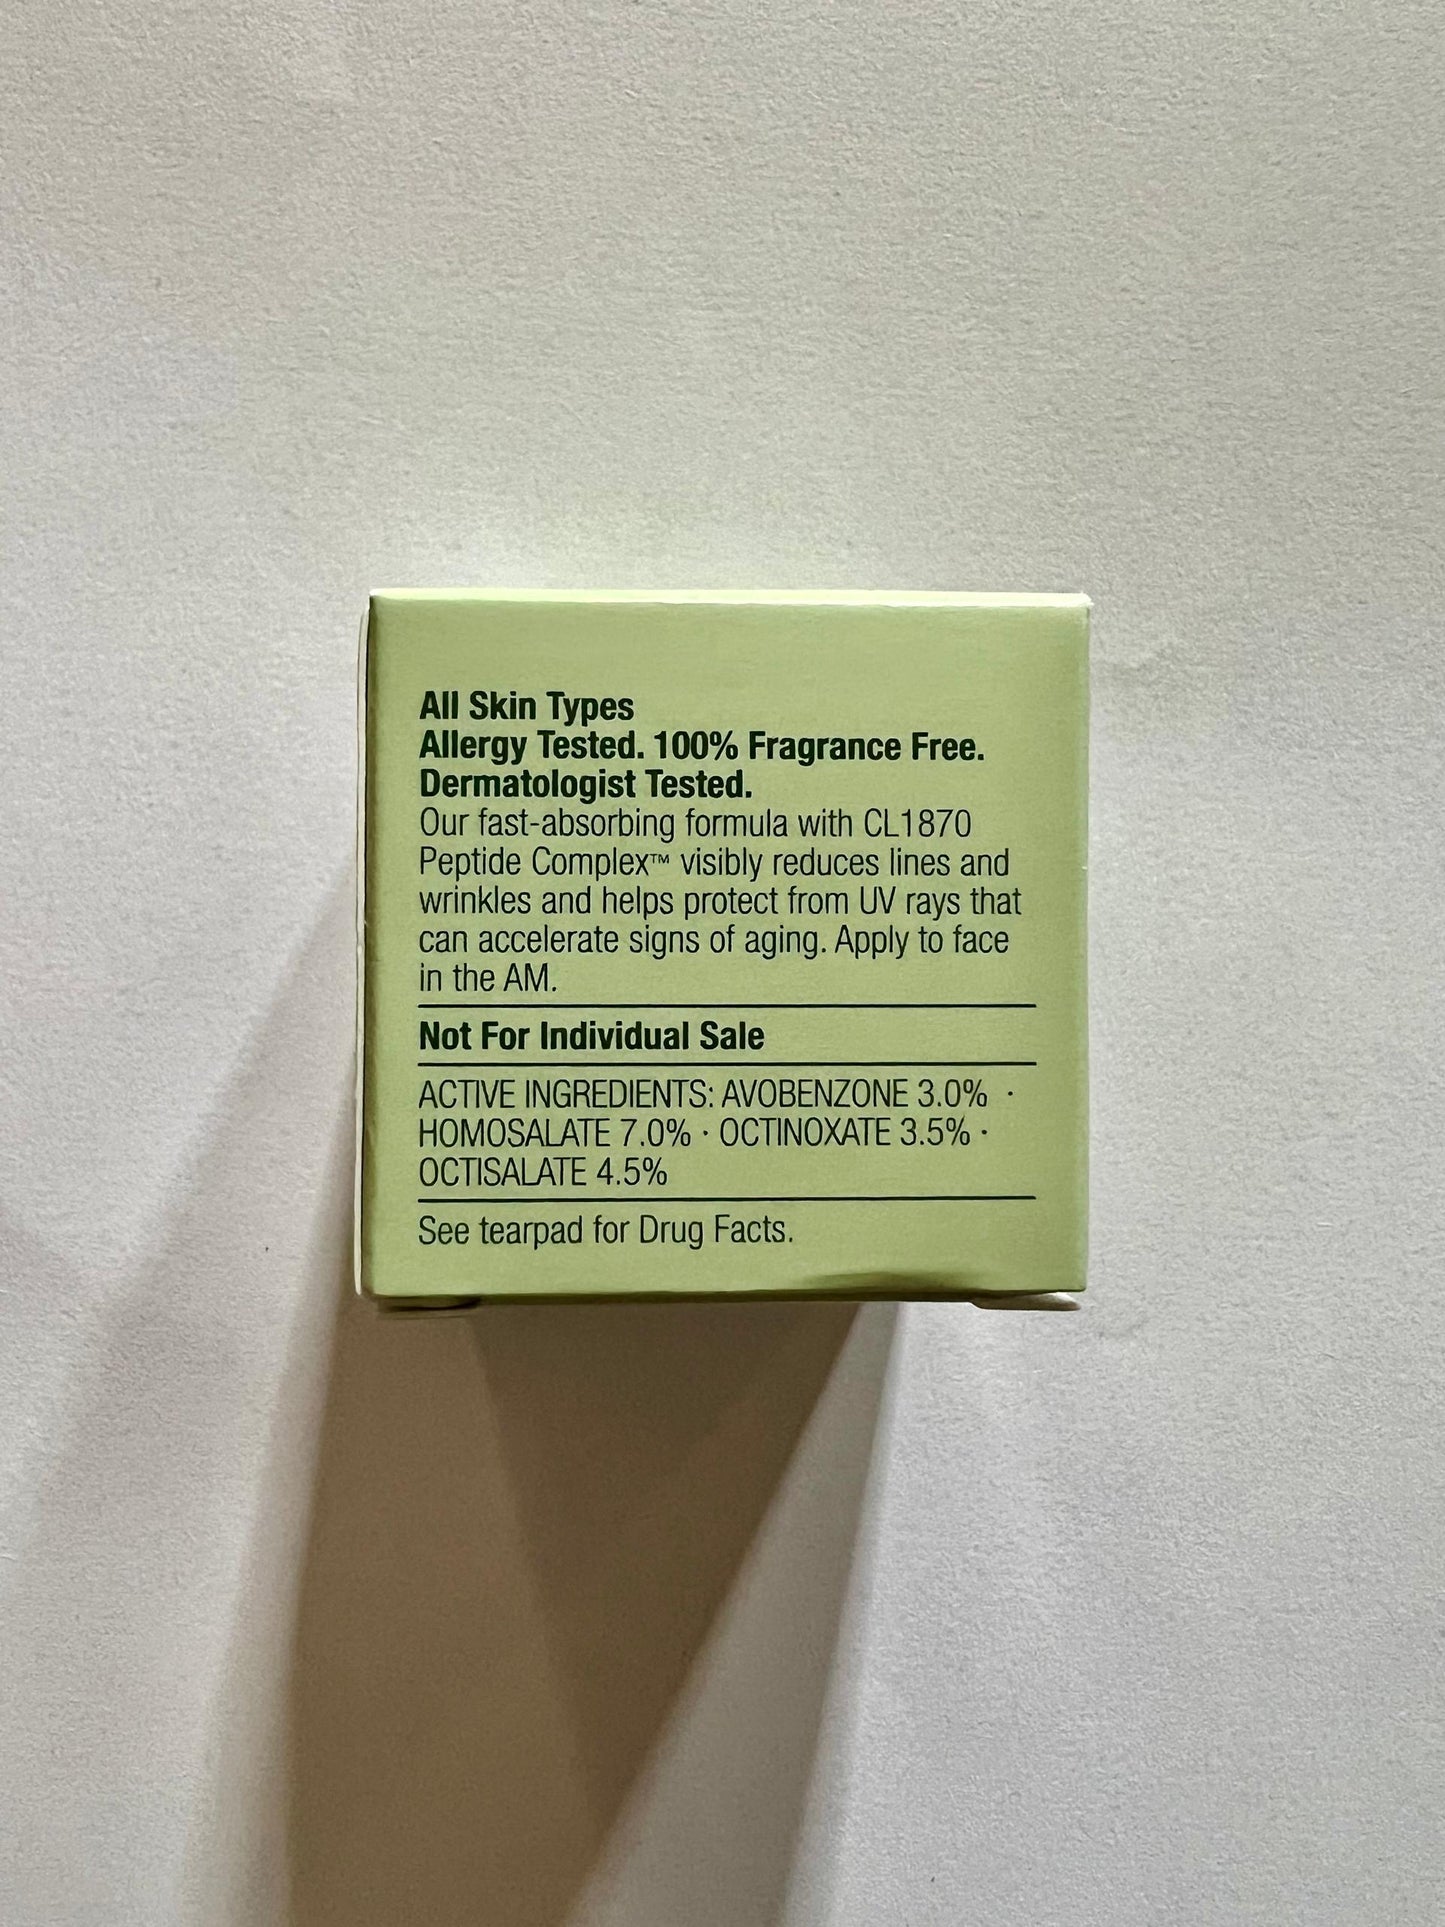 All Skin Types
Allergy Tested. 100% Fragrance Free.
Dermatologist Tested.
Our fast-absorbing formula with CL1870
Peptide Complex™ visibly reduces lines and
wrinkles and helps protect from UV rays that
can accelerate signs of aging. Apply to face
in the AM.
Not For Individual Sale
ACTIVE INGREDIENTS: AVOBENZONE 3.0% ·
HOMOSALATE 7.0% · OCTINOXATE 3.5% ·
OCTISALATE 4.5%
See tearpad for Drug Facts.